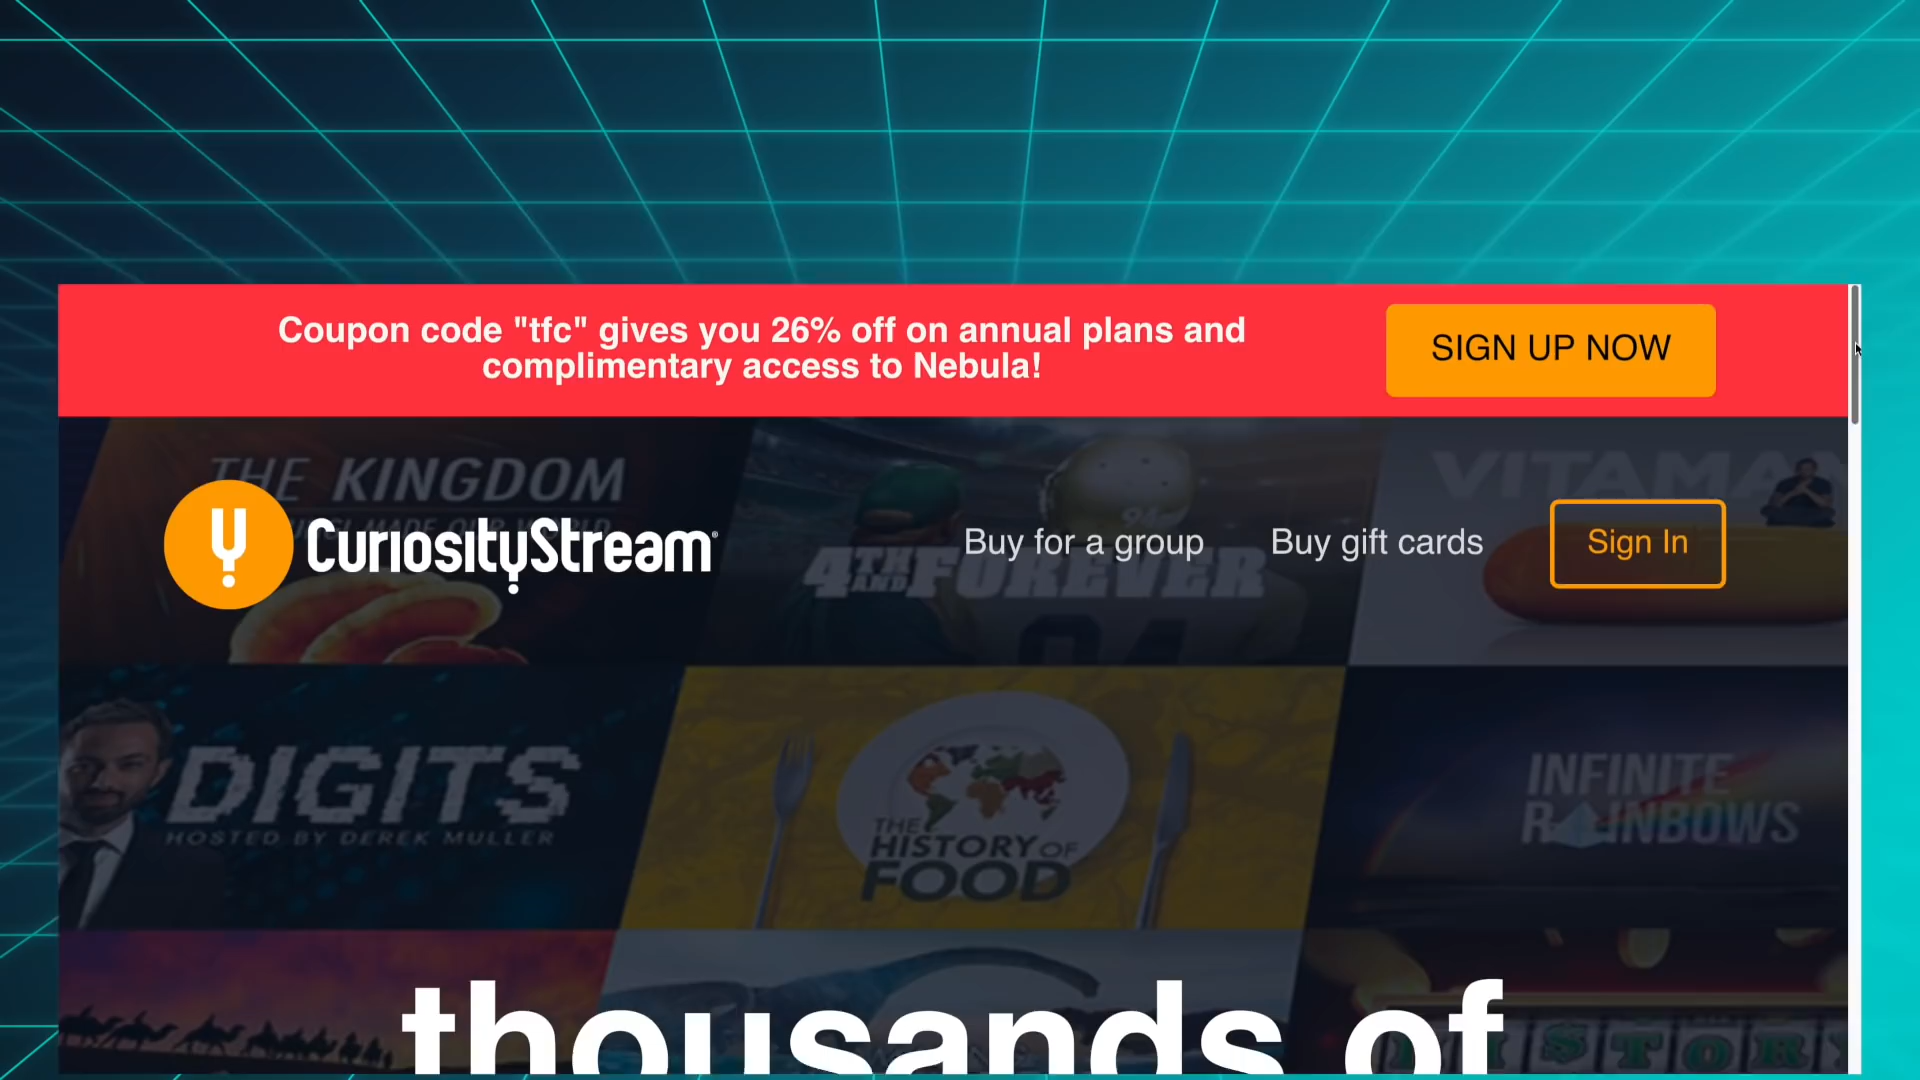 Coupon code "tfc" gives you 26% off on annual plans and
complimentary access to Nebula!
SIGN UP NOW
THE KINGDOM
CURIOSITYSTREAM
Buy for a group
Buy gift cards
Sign In
4TH AND FOREVER
94
DIGITS
HOSTED BY DEREK MULLER
THE
HISTORY OF
FOOD
INFINITE
RAINBOWS
thousands of